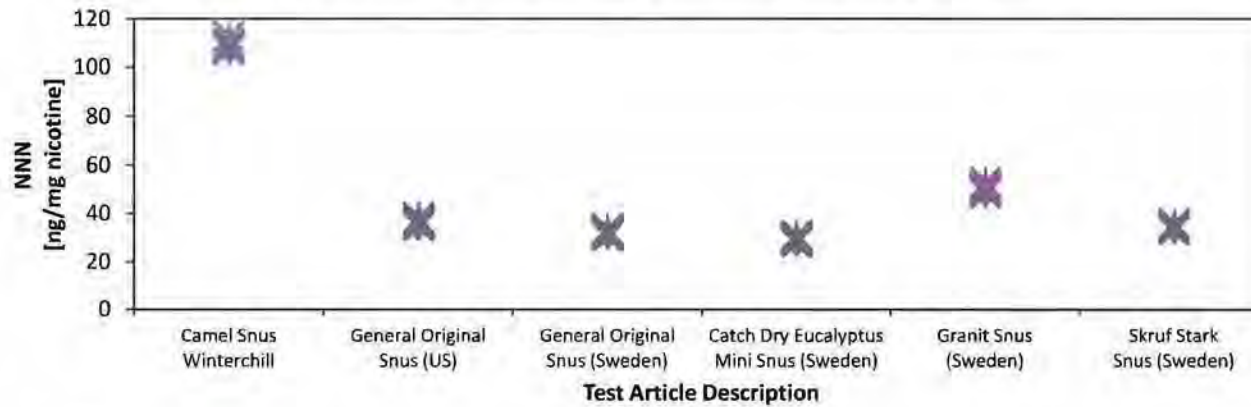 120
100
80
60
40
20
0
NNN
[ng/mg nicotine]
Camel Snus
Winterchill
General Original
Snus (US)
General Original
Snus (Sweden)
Catch Dry Eucalyptus
Mini Snus (Sweden)
Granit Snus
(Sweden)
Skruf Stark
Snus (Sweden)
Test Article Description